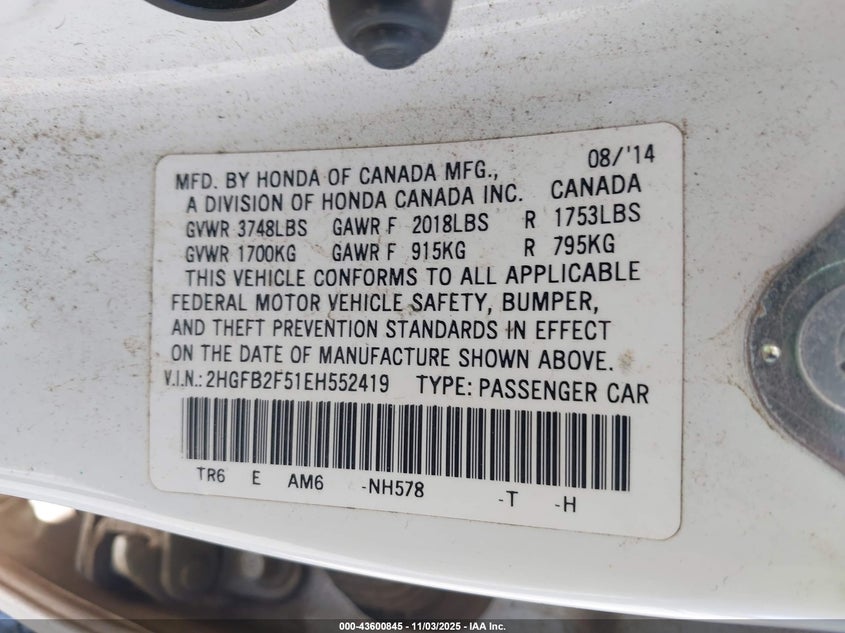 08/'14
MFD. BY HONDA OF CANADA MFG.,
A DIVISION OF HONDA CANADA INC. CANADA
GVWR 3748LBS GAWR F 2018LBS R 1753LBS
GVWR 1700KG GAWR F 915KG R 795KG
THIS VEHICLE CONFORMS TO ALL APPLICABLE
FEDERAL MOTOR VEHICLE SAFETY, BUMPER,
AND THEFT PREVENTION STANDARDS IN EFFECT
ON THE DATE OF MANUFACTURE SHOWN ABOVE.
V.I.N.:2HGFB2F51EH552419 TYPE: PASSENGER CAR
TR6 E AM6 -NH578 -T -H
000-43600845 - 11/03/2025 - IAA Inc.